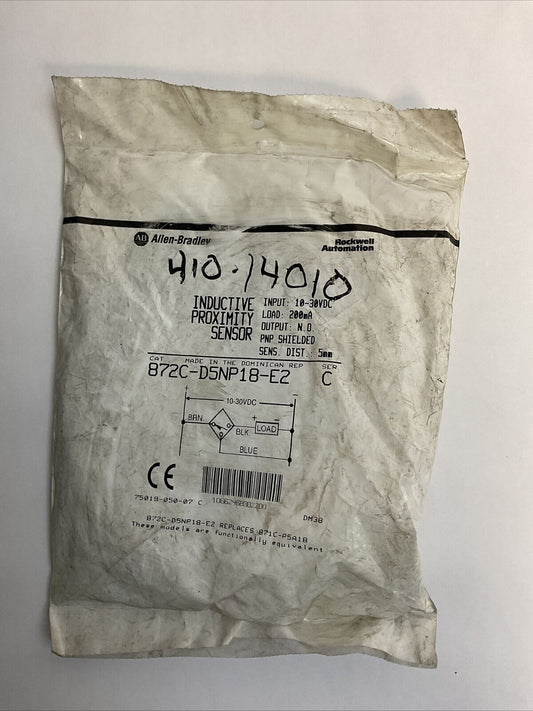 AB Allen-Bradley
Rockwell Automation
410-14010
INDUCTIVE PROXIMITY SENSOR
INPUT: 10-30VDC
LOAD: 200mA
OUTPUT: N.O.
PNP SHIELDED
SENS. DIST.: 5mm
CAT MADE IN THE DOMINICAN REP SER
872C-D5NP18-E2 C
10-30VDC
BRN
BLK
+ -
LOAD
BLUE
CE
75019-050-07 C
DM38
872C-D5NP18-E2 REPLACES 871C-P5A18
These models are functionally equivalent